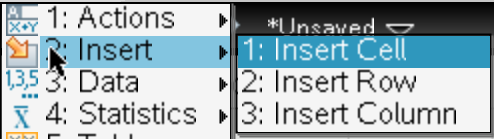 1: Actions
*Unsaved
2: Insert
1: Insert Cell
3: Data
2: Insert Row
4: Statistics
3: Insert Column